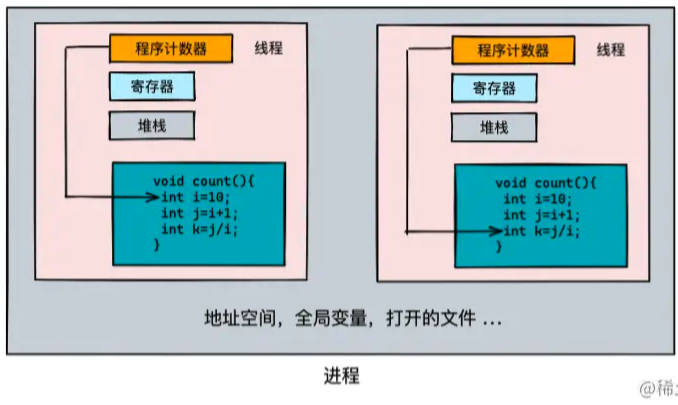 程序计数器
线程
寄存器
堆栈
void count(){
int i=10;
int j=i+1;
int k=j/i;
}
程序计数器
线程
寄存器
堆栈
void count(){
int i=10;
int j=i+1;
int k=j/i;
}
地址空间，全局变量，打开的文件 ...
进程
@稀